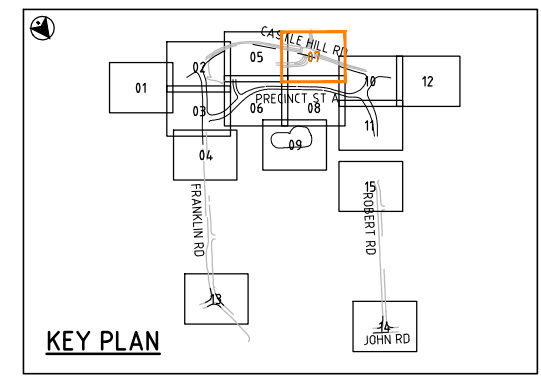 CASTLE HILL RD
02
05
07
01
10
12
03
PRECINCT ST A
06
08
11
04
09
15
FRANKLIN RD
ROBERT RD
13
14
JOHN RD
KEY PLAN